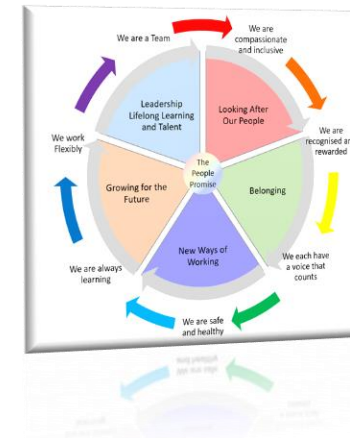 We are a Team
We are
compassionate
and inclusive
We are
recognised and
rewarded
We each have
a voice that
counts
We are safe
and healthy
We are always
learning
We work
Flexibly
Leadership
Lifelong Learning
and Talent
Looking After
Our People
Belonging
New Ways of
Working
Growing for the
Future
The
People
Promise